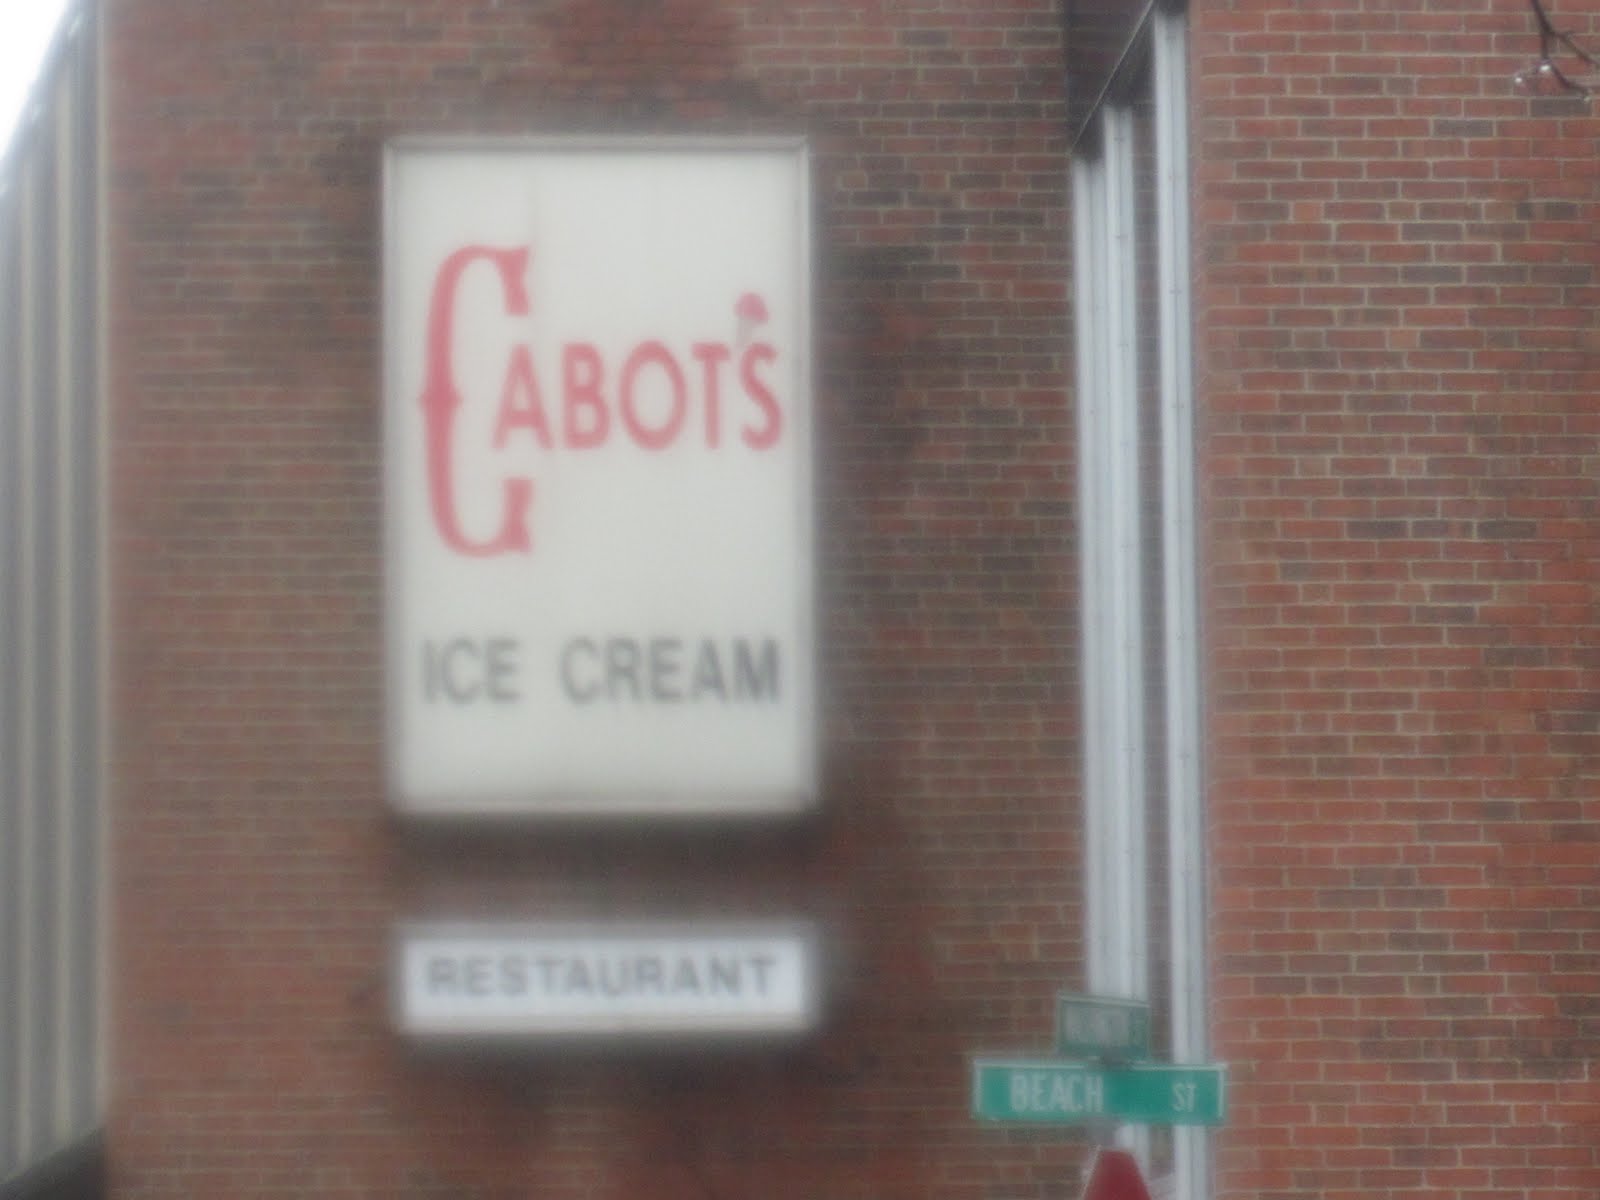 CABOT'S
ICE CREAM
RESTAURANT
BEACH ST